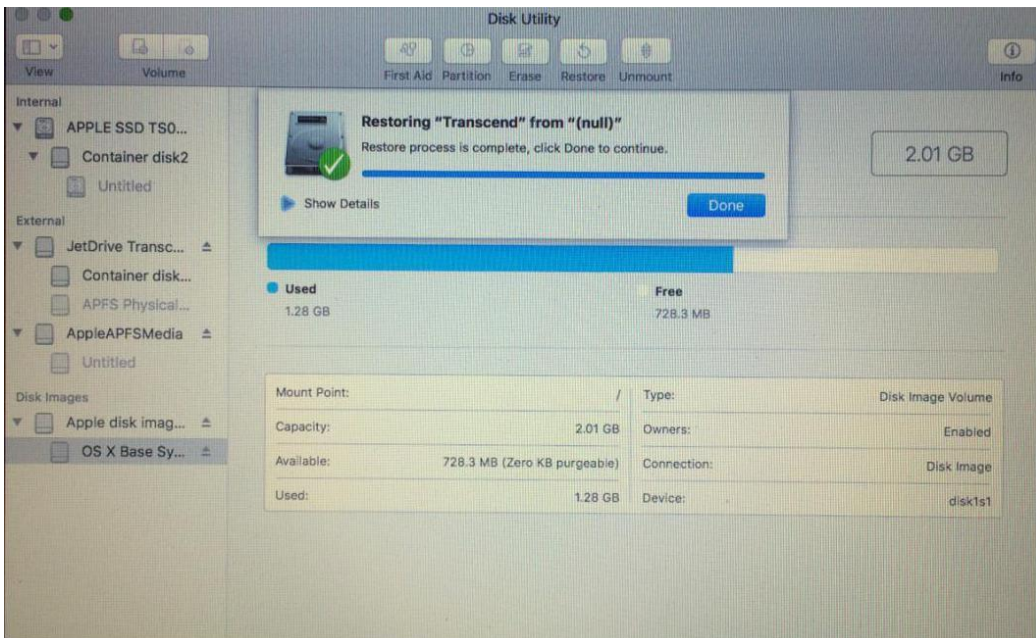 Disk Utility
View
Volume
First Aid
Partition
Erase
Restore
Unmount
Info
Internal
APPLE SSD TS0...
Container disk2
Untitled
External
JetDrive Transc...
Container disk...
APFS Physical...
AppleAPFSMedia
Untitled
Disk Images
Apple disk imag...
OS X Base Sy...
Restoring "Transcend" from "(null)"
Restore process is complete, click Done to continue.
Show Details
Done
2.01 GB
Used
1.28 GB
Free
728.3 MB
Mount Point: /
Capacity: 2.01 GB
Available: 728.3 MB (Zero KB purgeable)
Used: 1.28 GB
Type: Disk Image Volume
Owners: Enabled
Connection: Disk Image
Device: disk1s1